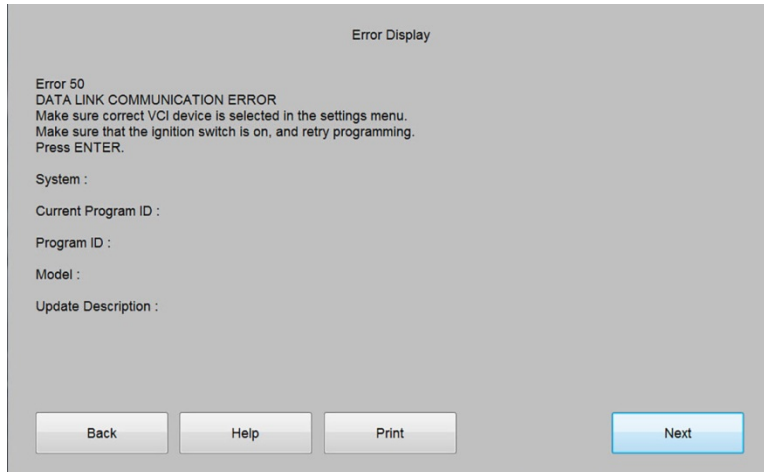 Error Display
Error 50
DATA LINK COMMUNICATION ERROR
Make sure correct VCI device is selected in the settings menu.
Make sure that the ignition switch is on, and retry programming.
Press ENTER.
System :
Current Program ID :
Program ID :
Model :
Update Description :
Back
Help
Print
Next